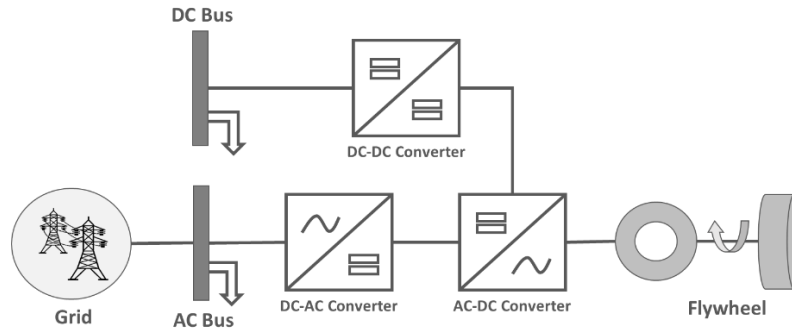 DC Bus
DC-DC Converter
Grid
AC Bus
DC-AC Converter
AC-DC Converter
Flywheel